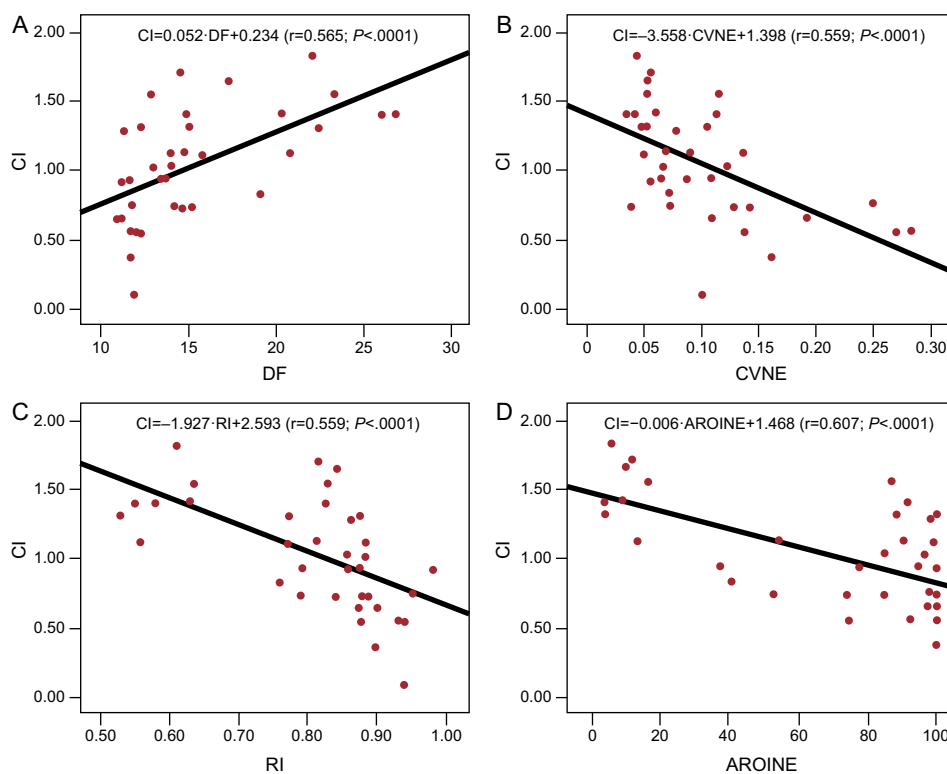 A
CI=0.052·DF+0.234 (r=0.565; P<.0001)
2.00
1.50
1.00
0.50
0.00
CI
10 15 20 25 30
DF
B
CI=–3.558·CVNE+1.398 (r=0.559; P<.0001)
2.00
1.50
1.00
0.50
0.00
CI
0 0.05 0.10 0.15 0.20 0.25 0.30
CVNE
C
CI=–1.927·RI+2.593 (r=0.559; P<.0001)
2.00
1.50
1.00
0.50
0.00
CI
0.50 0.60 0.70 0.80 0.90 1.00
RI
D
CI=−0.006·AROINE+1.468 (r=0.607; P<.0001)
2.00
1.50
1.00
0.50
0.00
CI
0 20 40 60 80 100
AROINE